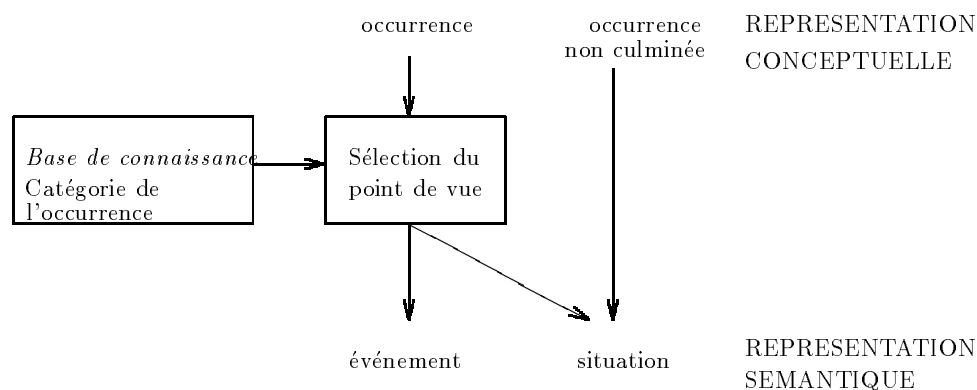 occurrence
occurrence
non culminée
REPRESENTATION
CONCEPTUELLE
Base de connaissance
Catégorie de
l'occurrence
Sélection du
point de vue
événement
situation
REPRESENTATION
SEMANTIQUE